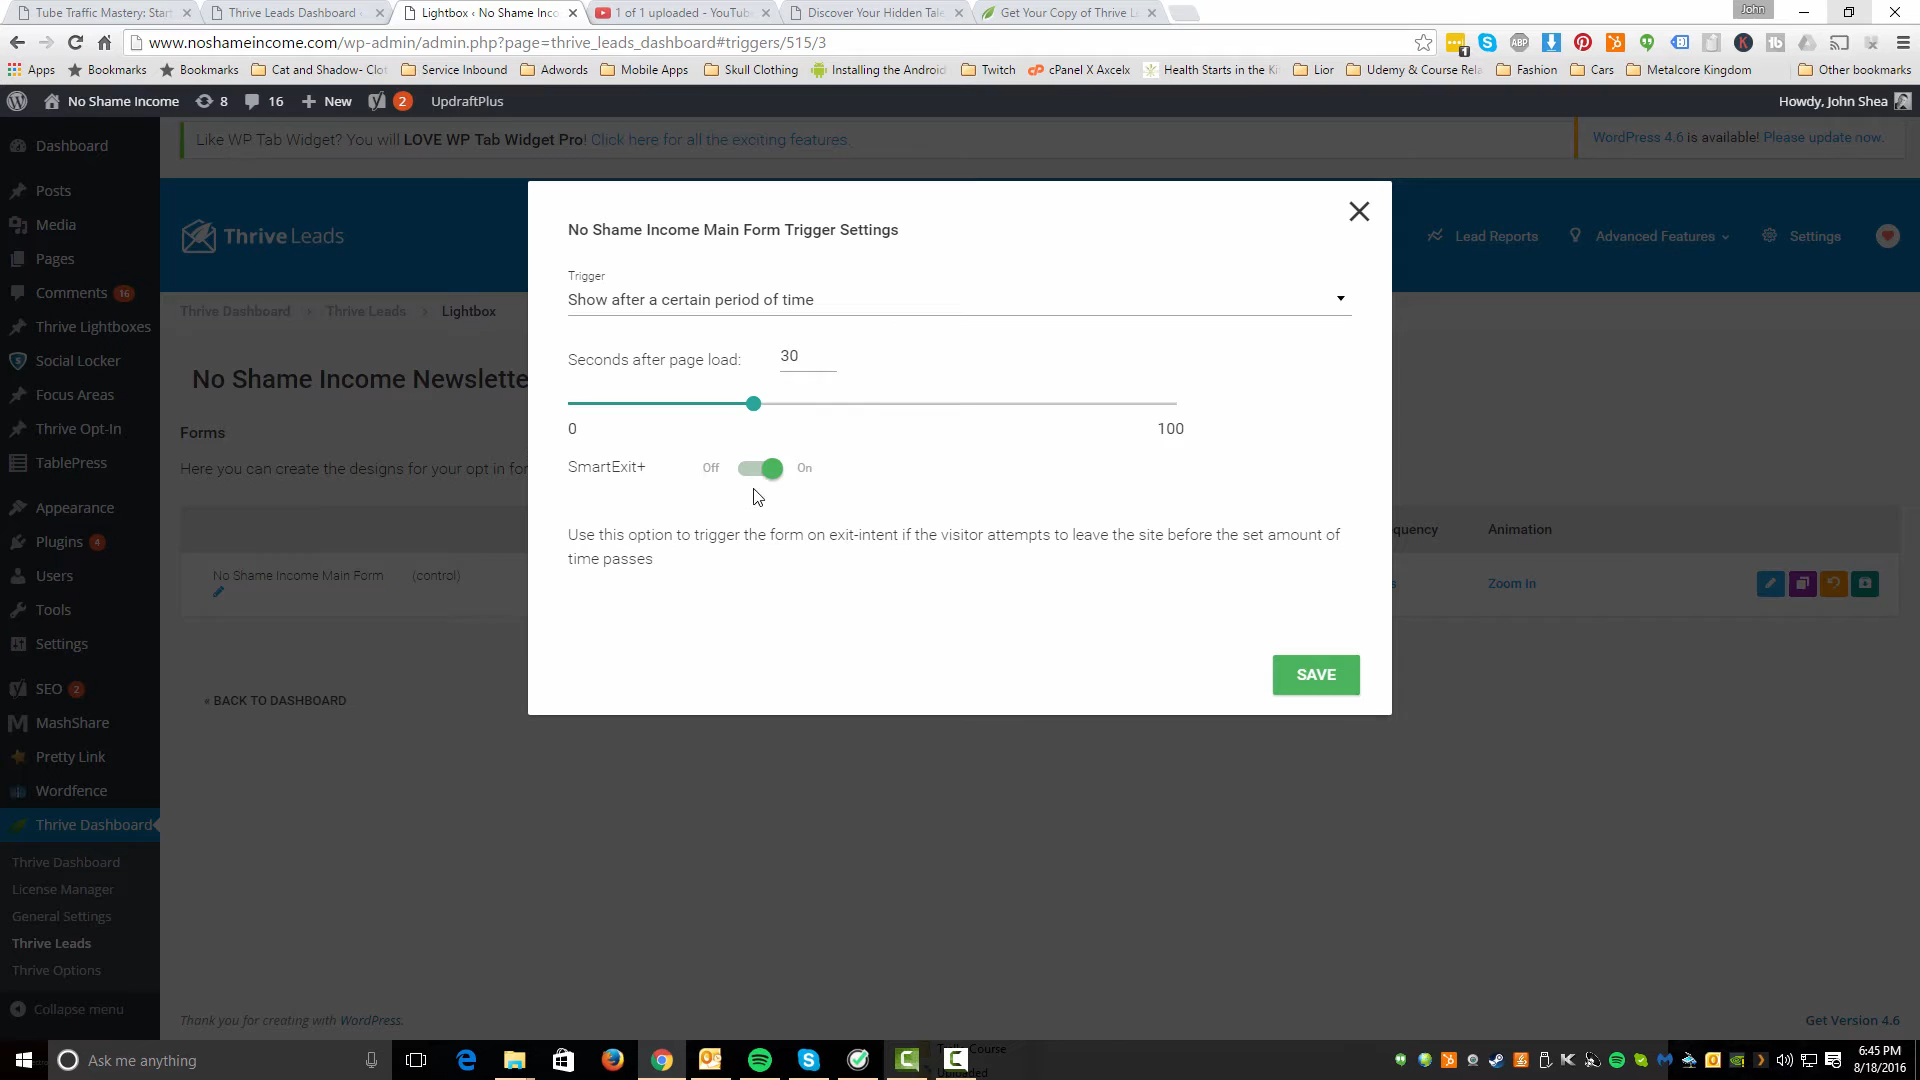 Tube Traffic Mastery: Start
Thrive Leads Dashboard ‹
Lightbox ‹ No Shame Inco
1 of 1 uploaded - YouTube
Discover Your Hidden Tale
Get Your Copy of Thrive L
John
www.noshameincome.com/wp-admin/admin.php?page=thrive_leads_dashboard#triggers/515/3
Apps
Bookmarks
Bookmarks
Cat and Shadow- Clot
Service Inbound
Adwords
Mobile Apps
Skull Clothing
Installing the Android
Twitch
cPanel X Axcelx
Health Starts in the Ki
Lior
Udemy & Course Rela
Fashion
Cars
Metalcore Kingdom
Other bookmarks
No Shame Income
8
16
New
2
UpdraftPlus
Howdy, John Shea
Like WP Tab Widget? You will LOVE WP Tab Widget Pro! Click here for all the exciting features.
WordPress 4.6 is available! Please update now.
Thrive Leads
Lead Reports
Advanced Features
Settings
Thrive Dashboard
Thrive Leads
Lightbox
No Shame Income Newslette
Forms
Here you can create the designs for your opt in for
quency
Animation
No Shame Income Main Form (control)
s
Zoom In
« BACK TO DASHBOARD
No Shame Income Main Form Trigger Settings
Trigger
Show after a certain period of time
Seconds after page load: 30
0
100
SmartExit+
Off
On
Use this option to trigger the form on exit-intent if the visitor attempts to leave the site before the set amount of
time passes
SAVE
Dashboard
Posts
Media
Pages
Comments 16
Thrive Lightboxes
Social Locker
Focus Areas
Thrive Opt-In
TablePress
Appearance
Plugins 4
Users
Tools
Settings
SEO 2
MashShare
Pretty Link
Wordfence
Thrive Dashboard
Thrive Dashboard
License Manager
General Settings
Thrive Leads
Thrive Options
Collapse menu
Thank you for creating with WordPress.
Get Version 4.6
Ask me anything
Course
Uploaded
6:45 PM
8/18/2016